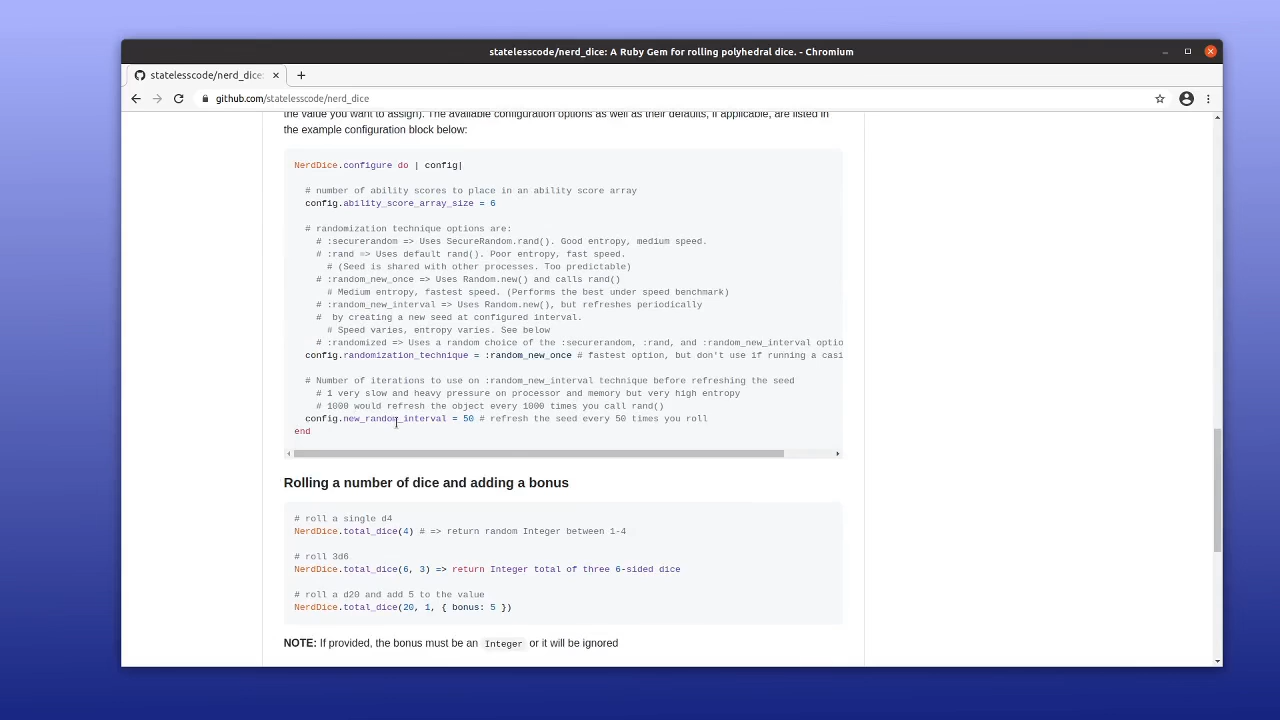 statelesscode/nerd_dice: A Ruby Gem for rolling polyhedral dice. - Chromium
statelesscode/nerd_dice:
github.com/statelesscode/nerd_dice
the value you want to assign). The available configuration options as well as their defaults, if applicable, are listed in
the example configuration block below:
NerdDice.configure do | config|
# number of ability scores to place in an ability score array
config.ability_score_array_size = 6
# randomization technique options are:
# :securerandom => Uses SecureRandom.rand(). Good entropy, medium speed.
# :rand => Uses default rand(). Poor entropy, fast speed.
# (Seed is shared with other processes. Too predictable)
# :random_new_once => Uses Random.new() and calls rand()
# Medium entropy, fastest speed. (Performs the best under speed benchmark)
# :random_new_interval => Uses Random.new(), but refreshes periodically
#  by creating a new seed at configured interval.
# Speed varies, entropy varies. See below
# :randomized => Uses a random choice of the :securerandom, :rand, and :random_new_interval optio
config.randomization_technique = :random_new_once # fastest option, but don't use if running a casi
# Number of iterations to use on :random_new_interval technique before refreshing the seed
# 1 very slow and heavy pressure on processor and memory but very high entropy
# 1000 would refresh the object every 1000 times you call rand()
config.new_random_interval = 50 # refresh the seed every 50 times you roll
end
Rolling a number of dice and adding a bonus
# roll a single d4
NerdDice.total_dice(4) # => return random Integer between 1-4
# roll 3d6
NerdDice.total_dice(6, 3) => return Integer total of three 6-sided dice
# roll a d20 and add 5 to the value
NerdDice.total_dice(20, 1, { bonus: 5 })
NOTE: If provided, the bonus must be an Integer or it will be ignored